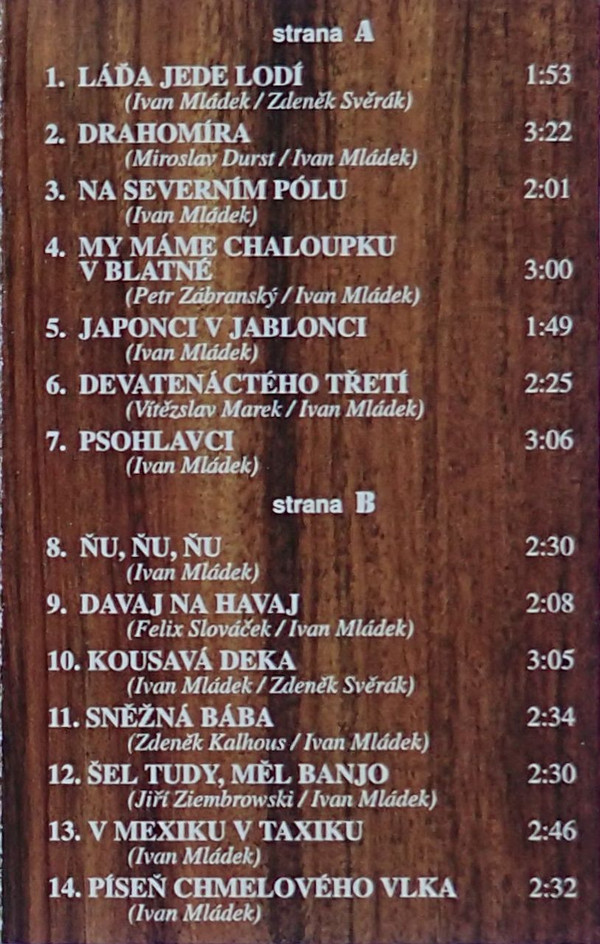 strana A
1. LÁĎA JEDE LODÍ 1:53
(Ivan Mládek / Zdeněk Svěrák)
2. DRAHOMÍRA 3:22
(Miroslav Durst / Ivan Mládek)
3. NA SEVERNÍM PÓLU 2:01
(Ivan Mládek)
4. MY MÁME CHALOUPKU
V BLATNÉ 3:00
(Petr Zábranský / Ivan Mládek)
5. JAPONCI V JABLONCI 1:49
(Ivan Mládek)
6. DEVATENÁCTÉHO TŘETÍ 2:25
(Vítězslav Marek / Ivan Mládek)
7. PSOHLAVCI 3:06
(Ivan Mládek)
strana B
8. ŇU, ŇU, ŇU 2:30
(Ivan Mládek)
9. DAVAJ NA HAVAJ 2:08
(Felix Slováček / Ivan Mládek)
10. KOUSAVÁ DEKA 3:05
(Ivan Mládek / Zdeněk Svěrák)
11. SNĚŽNÁ BÁBA 2:34
(Zdeněk Kalhous / Ivan Mládek)
12. ŠEL TUDY, MĚL BANJO 2:30
(Jiří Ziembrowski / Ivan Mládek)
13. V MEXIKU V TAXIKU 2:46
(Ivan Mládek)
14. PÍSEŇ CHMELOVÉHO VLKA 2:32
(Ivan Mládek)